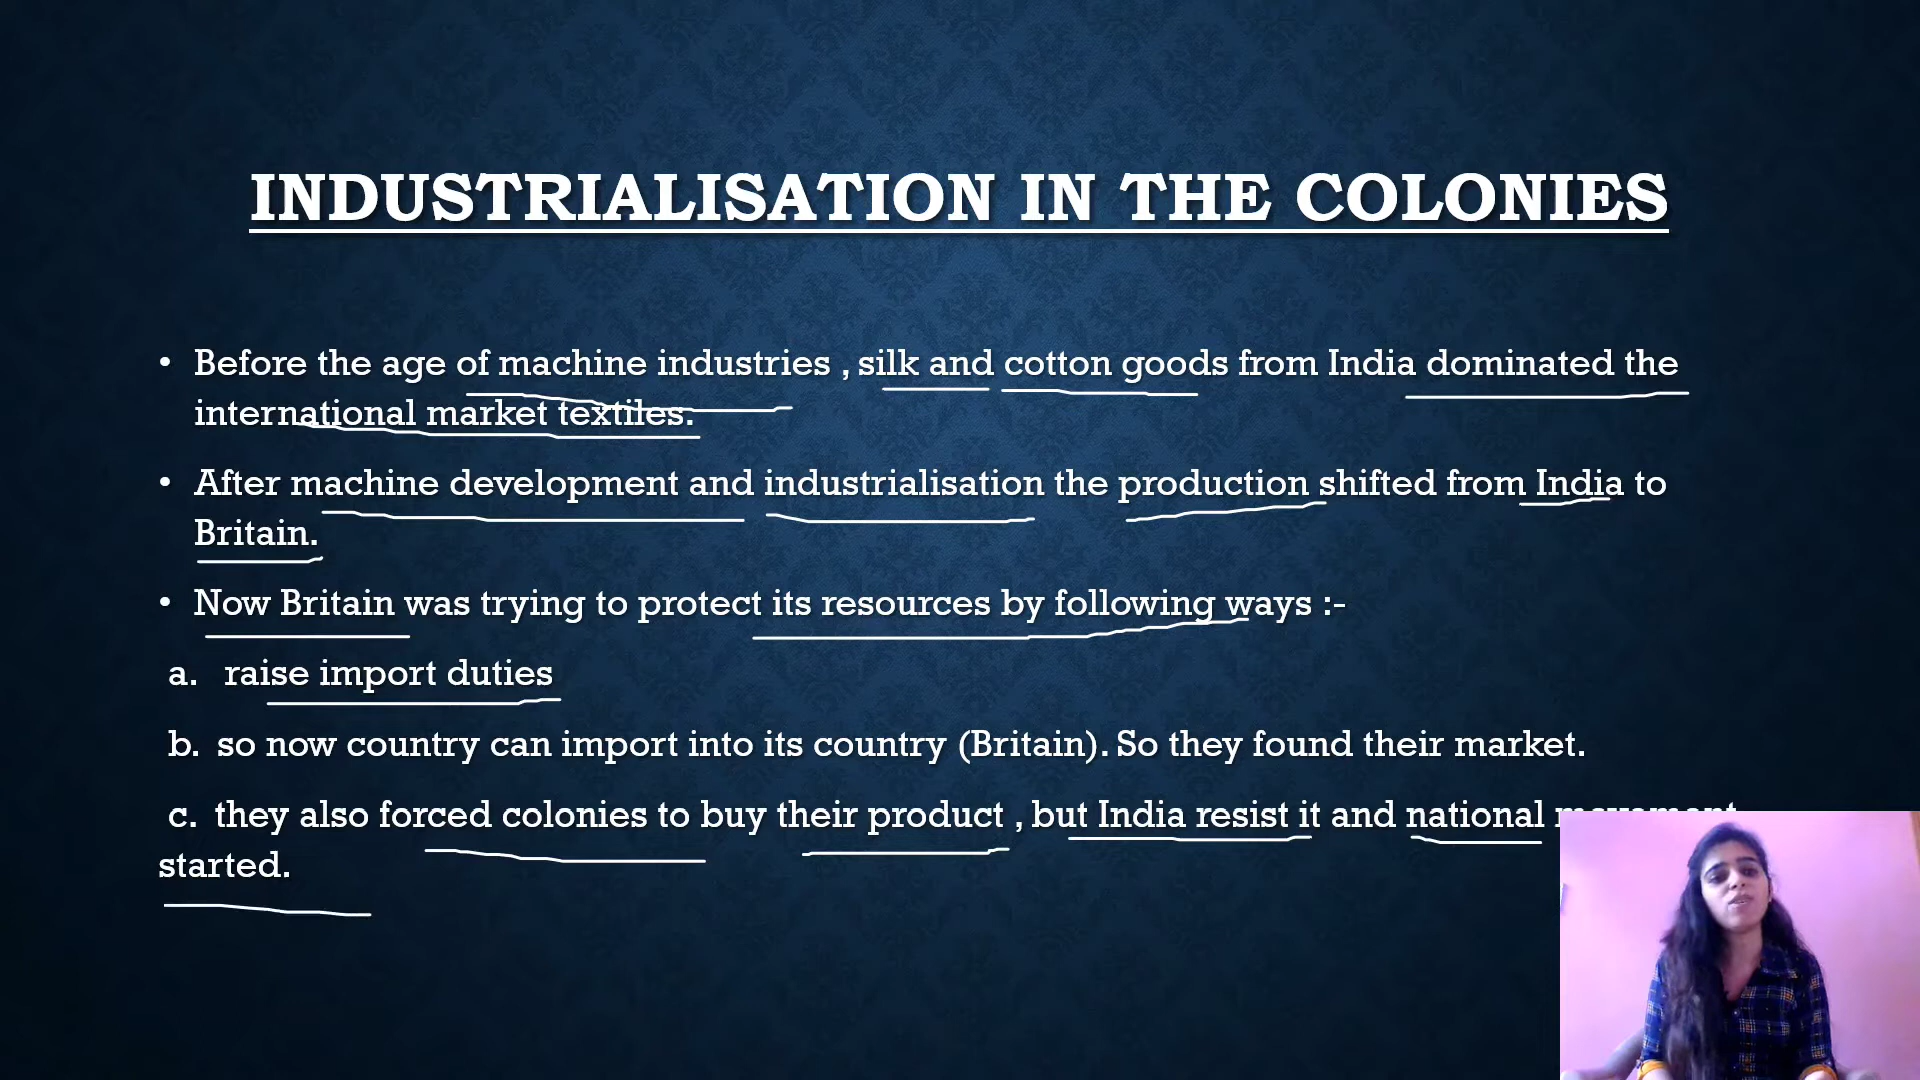 INDUSTRIALISATION IN THE COLONIES
• Before the age of machine industries , silk and cotton goods from India dominated the
international market textiles.
• After machine development and industrialisation the production shifted from India to
Britain.
• Now Britain was trying to protect its resources by following ways :-
a. raise import duties
b. so now country can import into its country (Britain). So they found their market.
c. they also forced colonies to buy their product , but India resist it and national
started.